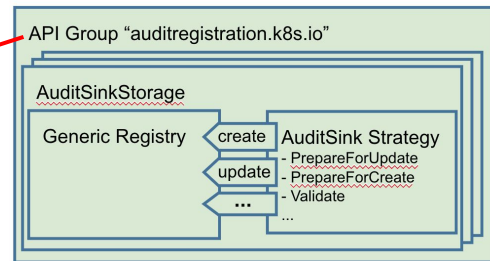 API Group “auditregistration.k8s.io”
AuditSinkStorage
Generic Registry
create
update
...
AuditSink Strategy
- PrepareForUpdate
- PrepareForCreate
- Validate
...